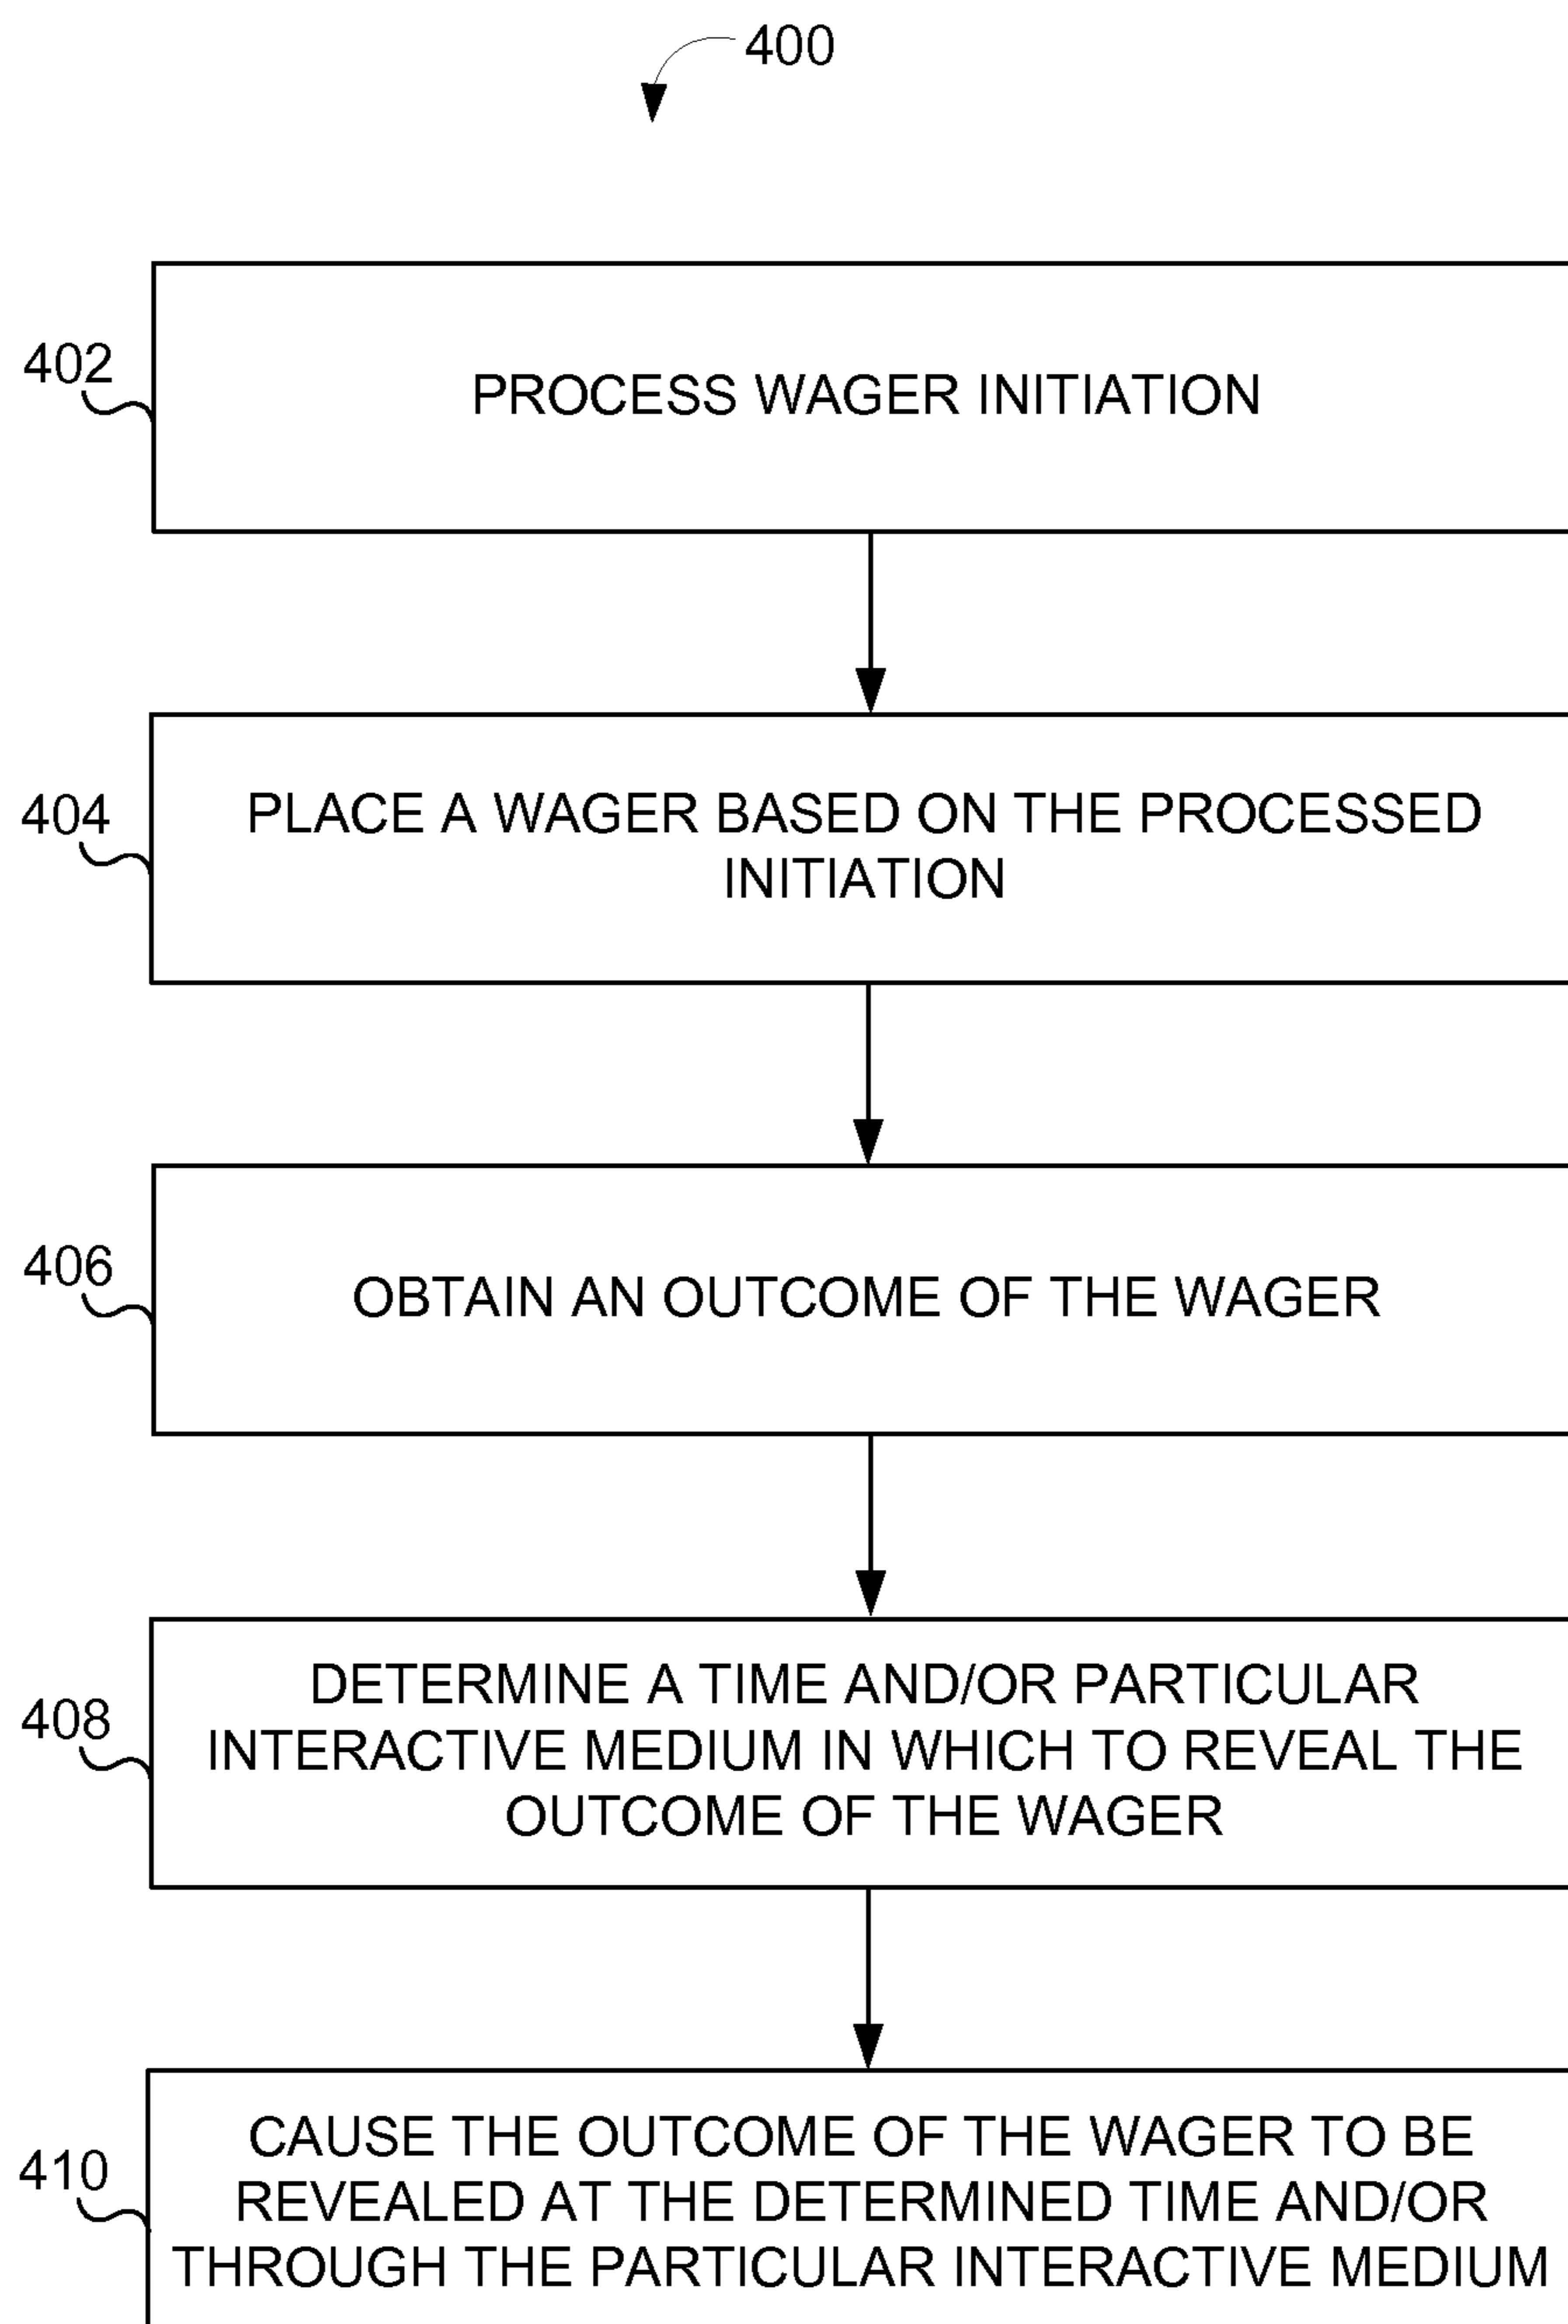 400
402
PROCESS WAGER INITIATION
404
PLACE A WAGER BASED ON THE PROCESSED
INITIATION
406
OBTAIN AN OUTCOME OF THE WAGER
408
DETERMINE A TIME AND/OR PARTICULAR
INTERACTIVE MEDIUM IN WHICH TO REVEAL THE
OUTCOME OF THE WAGER
410
CAUSE THE OUTCOME OF THE WAGER TO BE
REVEALED AT THE DETERMINED TIME AND/OR
THROUGH THE PARTICULAR INTERACTIVE MEDIUM